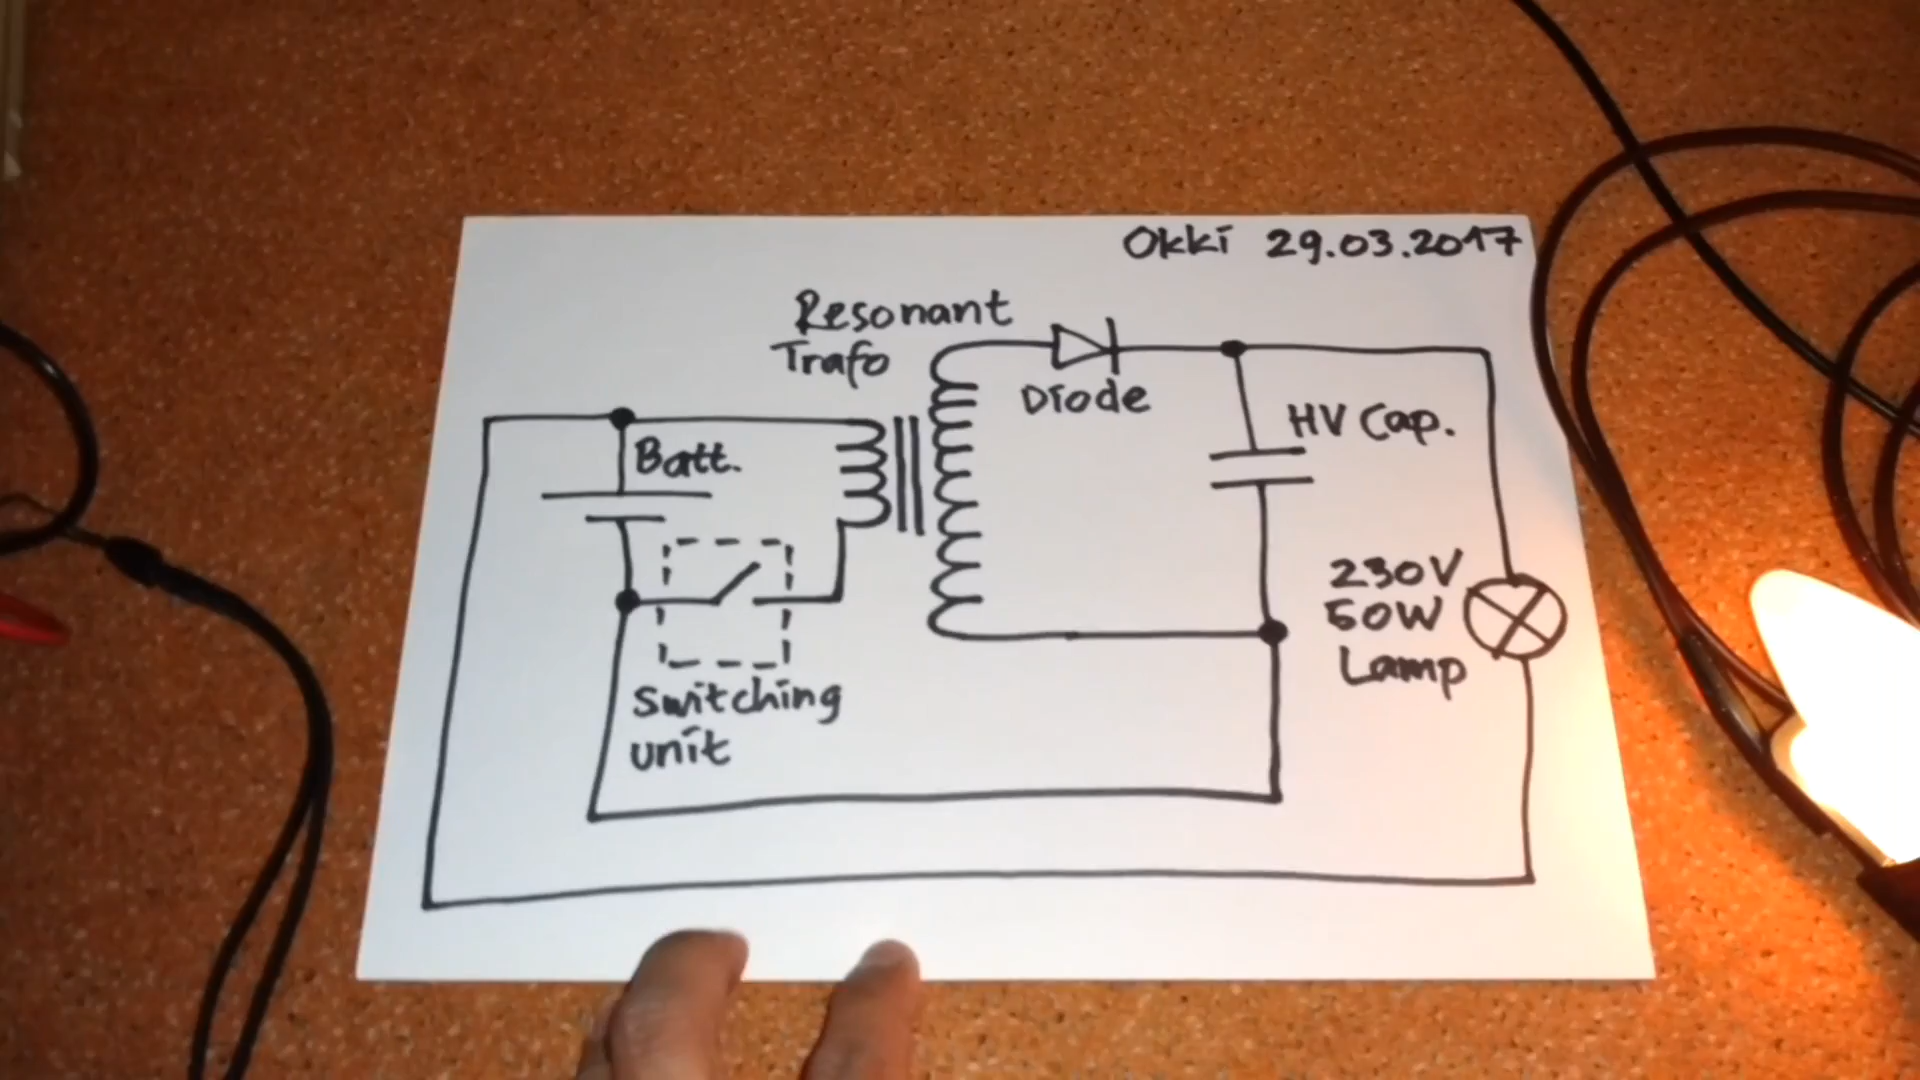 Okki 29.03.2017
Resonant
Trafo
Diode
HV Cap.
Batt.
230V
50W
Lamp
Switching
unit